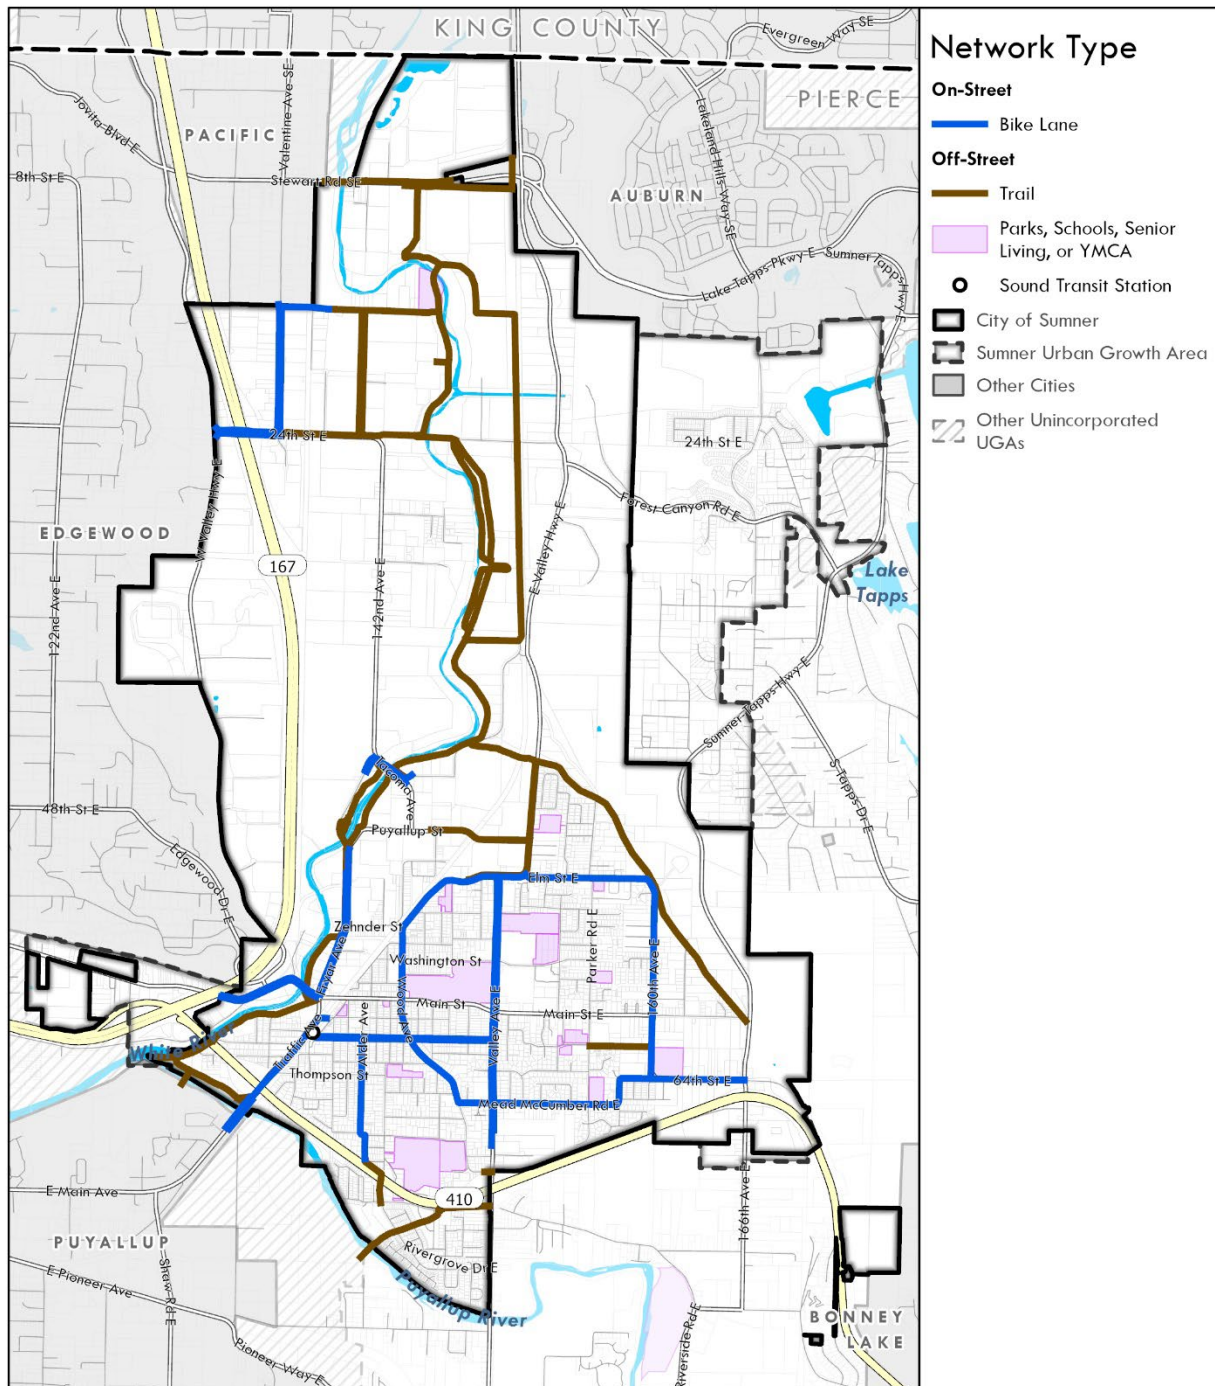 KING COUNTY
Evergreen Way SE
PIERCE
Jovita Blvd E
PACIFIC
Valentine Ave SE
Lakeland Hills Way SE
8th St E
Stewart Rd SE
AUBURN
Lake Tapps Pkwy E
Sumner Tapps Hwy E
24th St E
24th St E
W Valley Hwy E
Forest Canyon Rd E
EDGEWOOD
E Valley Hwy E
167
122nd Ave E
142nd Ave E
Lake
Tapps
Sumner-Tapps Hwy E
S Tapps Dr E
Tacoma Ave
48th St E
Puyallup St
Edgewood Dr E
Elm St E
Zehnder St
Fryar Ave
Washington St
Parker Rd E
160th Ave E
Wood Ave
Main St
Main St E
Valley Ave E
White River
Traffic Ave
Alder Ave
Thompson St
64th St E
Mead McCumber Rd E
E Main Ave
410
166th Ave E
PUYALLUP
Rivergrove Dr E
E Pioneer Ave
Shaw Rd E
Puyallup River
Riverside Rd E
BONNEY
LAKE
Pioneer Way E
Network Type
On-Street
Bike Lane
Off-Street
Trail
Parks, Schools, Senior
Living, or YMCA
Sound Transit Station
City of Sumner
Sumner Urban Growth Area
Other Cities
Other Unincorporated
UGAs